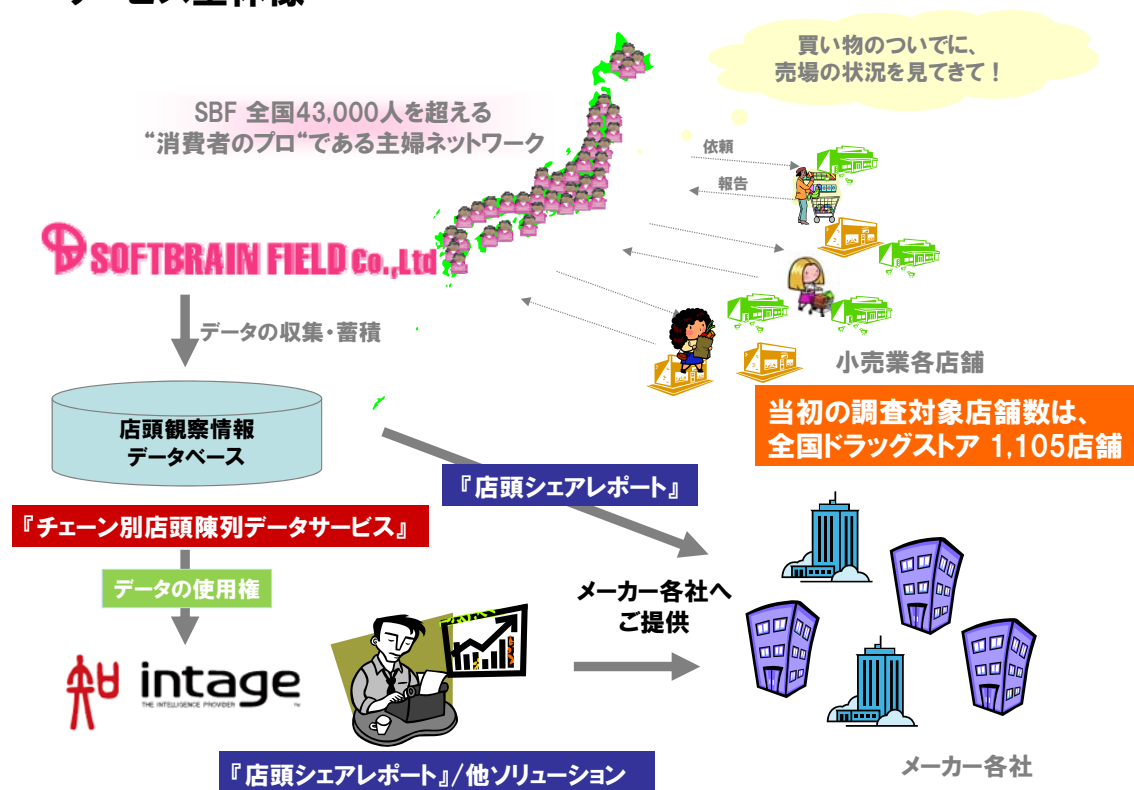 買い物のついでに、
売場の状況を見てきて！
SBF 全国43,000人を超える
“消費者のプロ“である主婦ネットワーク
依頼
報告
SOFTBRAIN FIELD Co.,Ltd
データの収集・蓄積
小売業各店舗
当初の調査対象店舗数は、
全国ドラッグストア 1,105店舗
店頭観察情報
データベース
『店頭シェアレポート』
『チェーン別店頭陳列データサービス』
データの使用権
メーカー各社へ
ご提供
intage
THE INTELLIGENCE PROVIDER
™
『店頭シェアレポート』/他ソリューション
メーカー各社